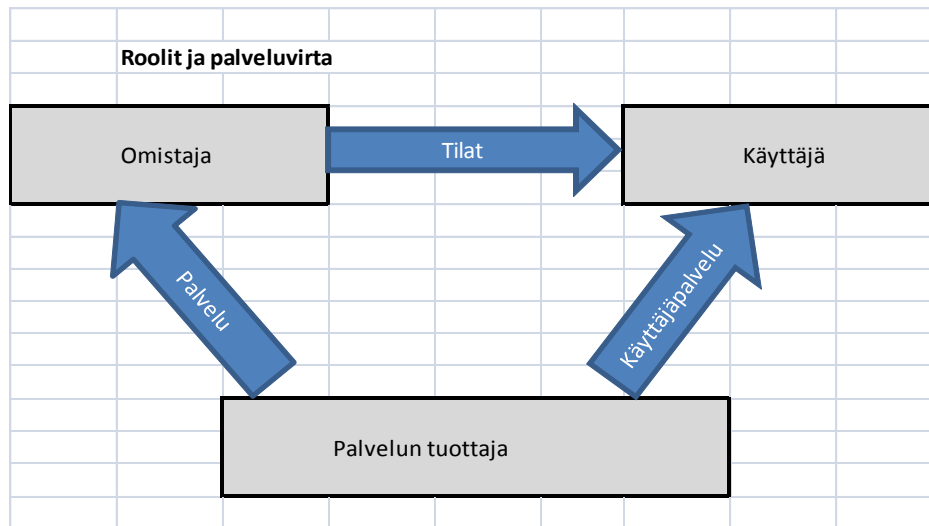 Roolit ja palveluvirta
Omistaja
Tilat
Käyttäjä
Palvelu
Käyttäjäpalvelu
Palvelun tuottaja